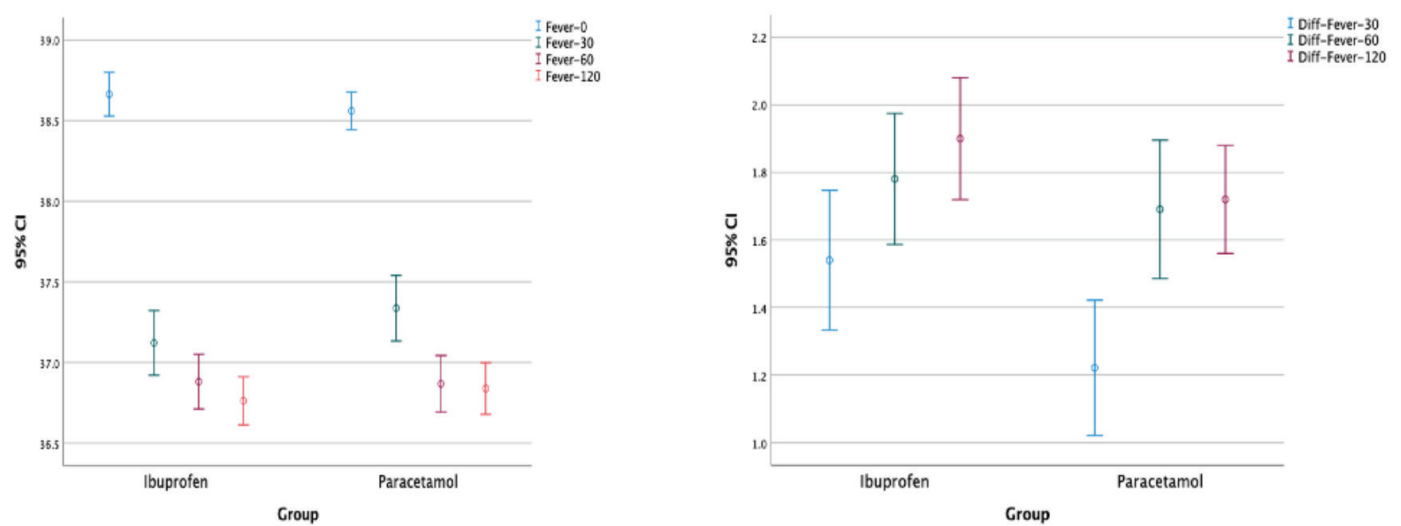 Fever-0
Fever-30
Fever-60
Fever-120
39.0
38.5
38.0
37.5
37.0
36.5
95% CI
Ibuprofen Paracetamol
Group
Diff-Fever-30
Diff-Fever-60
Diff-Fever-120
2.2
2.0
1.8
1.6
1.4
1.2
1.0
95% CI
Ibuprofen Paracetamol
Group